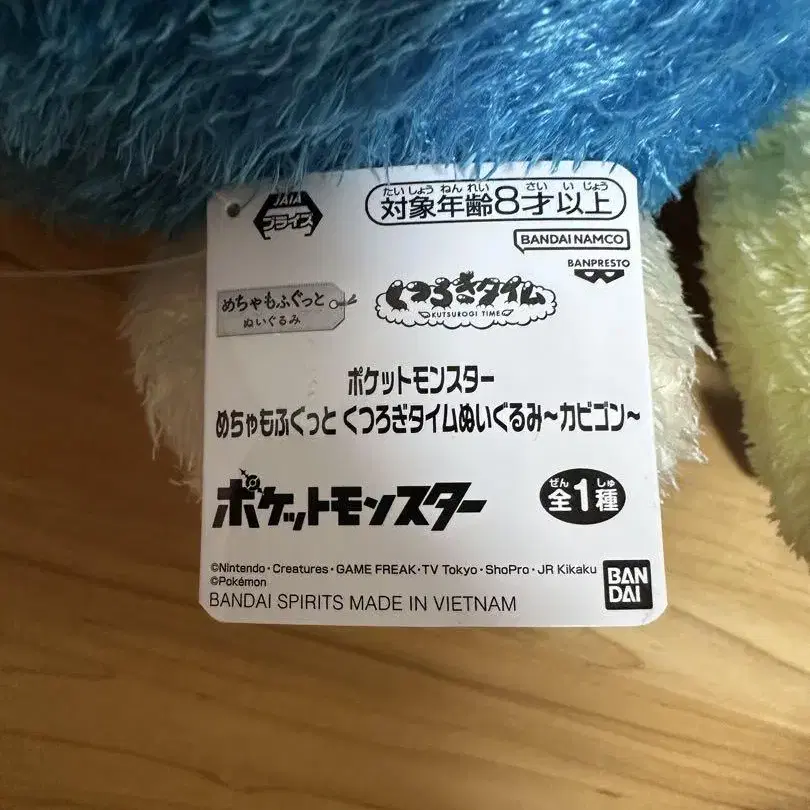 JAIA
プライズ
たいしょうねんれい さい い じょう
対象年齢8才以上
BANDAI NAMCO
BANPRESTO
めちゃもふぐっと
ぬいぐるみ
くつろぎタイム
KUTSUROGI TIME
ポケットモンスター
めちゃもふぐっと くつろぎタイムぬいぐるみ~カビゴン~
ポケットモンスター
ぜん しゅ
全1種
©Nintendo・Creatures・GAME FREAK・TV Tokyo・ShoPro・JR Kikaku
©Pokémon
BANDAI SPIRITS MADE IN VIETNAM
BAN
DAI